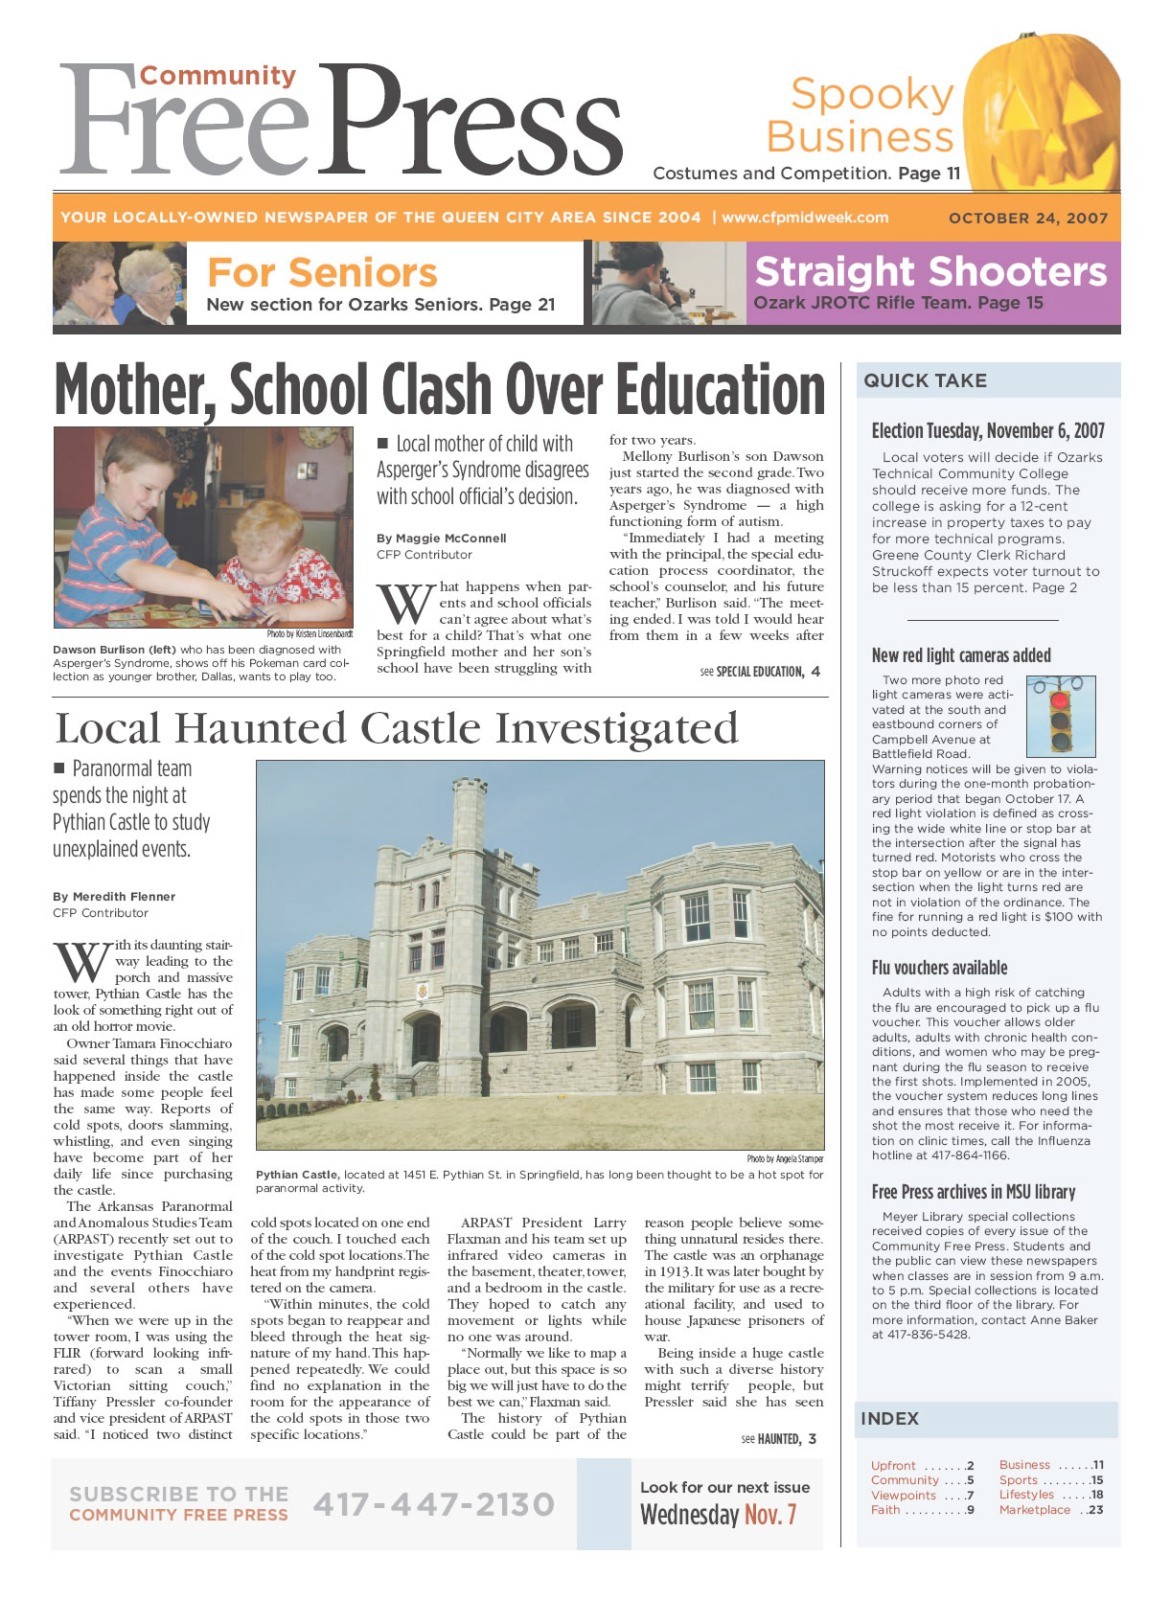 Community
FreePress
Spooky
Business
Costumes and Competition. Page 11
YOUR LOCALLY-OWNED NEWSPAPER OF THE QUEEN CITY AREA SINCE 2004 | www.cfpmidweek.com
OCTOBER 24, 2007
For Seniors
New section for Ozarks Seniors. Page 21
Straight Shooters
Ozark JROTC Rifle Team. Page 15
Mother, School Clash Over Education
Photo by Kristen Linsenbardt
Dawson Burlison (left) who has been diagnosed with
Asperger's Syndrome, shows off his Pokeman card col-
lection as younger brother, Dallas, wants to play too.
■ Local mother of child with
Asperger's Syndrome disagrees
with school official's decision.
By Maggie McConnell
CFP Contributor
What happens when par-
ents and school officials
can't agree about what's
best for a child? That's what one
Springfield mother and her son's
school have been struggling with
for two years.
Mellony Burlison's son Dawson
just started the second grade. Two
years ago, he was diagnosed with
Asperger's Syndrome — a high
functioning form of autism.
"Immediately I had a meeting
with the principal, the special edu-
cation process coordinator, the
school's counselor, and his future
teacher," Burlison said. "The meet-
ing ended. I was told I would hear
from them in a few weeks after
see SPECIAL EDUCATION, 4
Local Haunted Castle Investigated
■ Paranormal team
spends the night at
Pythian Castle to study
unexplained events.
By Meredith Flenner
CFP Contributor
With its daunting stair-
way leading to the
porch and massive
tower, Pythian Castle has the
look of something right out of
an old horror movie.
Owner Tamara Finocchiaro
said several things that have
happened inside the castle
has made some people feel
the same way. Reports of
cold spots, doors slamming,
whistling, and even singing
have become part of her
daily life since purchasing
the castle.
The Arkansas Paranormal
and Anomalous Studies Team
(ARPAST) recently set out to
investigate Pythian Castle
and the events Finocchiaro
and several others have
experienced.
"When we were up in the
tower room, I was using the
FLIR (forward looking infr-
rared) to scan a small
Victorian sitting couch,"
Tiffany Pressler co-founder
and vice president of ARPAST
said. "I noticed two distinct
Photo by Angela Stamper
Pythian Castle, located at 1451 E. Pythian St. in Springfield, has long been thought to be a hot spot for
paranormal activity.
cold spots located on one end
of the couch. I touched each
of the cold spot locations. The
heat from my handprint regis-
tered on the camera.
"Within minutes, the cold
spots began to reappear and
bleed through the heat sig-
nature of my hand. This hap-
pened repeatedly. We could
find no explanation in the
room for the appearance of
the cold spots in those two
specific locations."
ARPAST President Larry
Flaxman and his team set up
infrared video cameras in
the basement, theater, tower,
and a bedroom in the castle.
They hoped to catch any
movement or lights while
no one was around.
"Normally we like to map a
place out, but this space is so
big we will just have to do the
best we can," Flaxman said.
The history of Pythian
Castle could be part of the
reason people believe some-
thing unnatural resides there.
The castle was an orphanage
in 1913. It was later bought by
the military for use as a recre-
ational facility, and used to
house Japanese prisoners of
war.
Being inside a huge castle
with such a diverse history
might terrify people, but
Pressler said she has seen
see HAUNTED, 3
QUICK TAKE
Election Tuesday, November 6, 2007
Local voters will decide if Ozarks
Technical Community College
should receive more funds. The
college is asking for a 12-cent
increase in property taxes to pay
for more technical programs.
Greene County Clerk Richard
Struckoff expects voter turnout to
be less than 15 percent. Page 2
New red light cameras added
Two more photo red
light cameras were acti-
vated at the south and
eastbound corners of
Campbell Avenue at
Battlefield Road.
Warning notices will be given to viola-
tors during the one-month probation-
ary period that began October 17. A
red light violation is defined as cross-
ing the wide white line or stop bar at
the intersection after the signal has
turned red. Motorists who cross the
stop bar on yellow or are in the inter-
section when the light turns red are
not in violation of the ordinance. The
fine for running a red light is $100 with
no points deducted.
Flu vouchers available
Adults with a high risk of catching
the flu are encouraged to pick up a flu
voucher. This voucher allows older
adults, adults with chronic health con-
ditions, and women who may be preg-
nant during the flu season to receive
the first shots. Implemented in 2005,
the voucher system reduces long lines
and ensures that those who need the
shot the most receive it. For informa-
tion on clinic times, call the Influenza
hotline at 417-864-1166.
Free Press archives in MSU library
Meyer Library special collections
received copies of every issue of the
Community Free Press. Students and
the public can view these newspapers
when classes are in session from 9 a.m.
to 5 p.m. Special collections is located
on the third floor of the library. For
more information, contact Anne Baker
at 417-836-5428.
INDEX
Upfront .......2
Community ....5
Viewpoints ....7
Faith ..........9
Business ......11
Sports ........15
Lifestyles .....18
Marketplace ..23
SUBSCRIBE TO THE
COMMUNITY FREE PRESS
417-447-2130
Look for our next issue
Wednesday Nov. 7